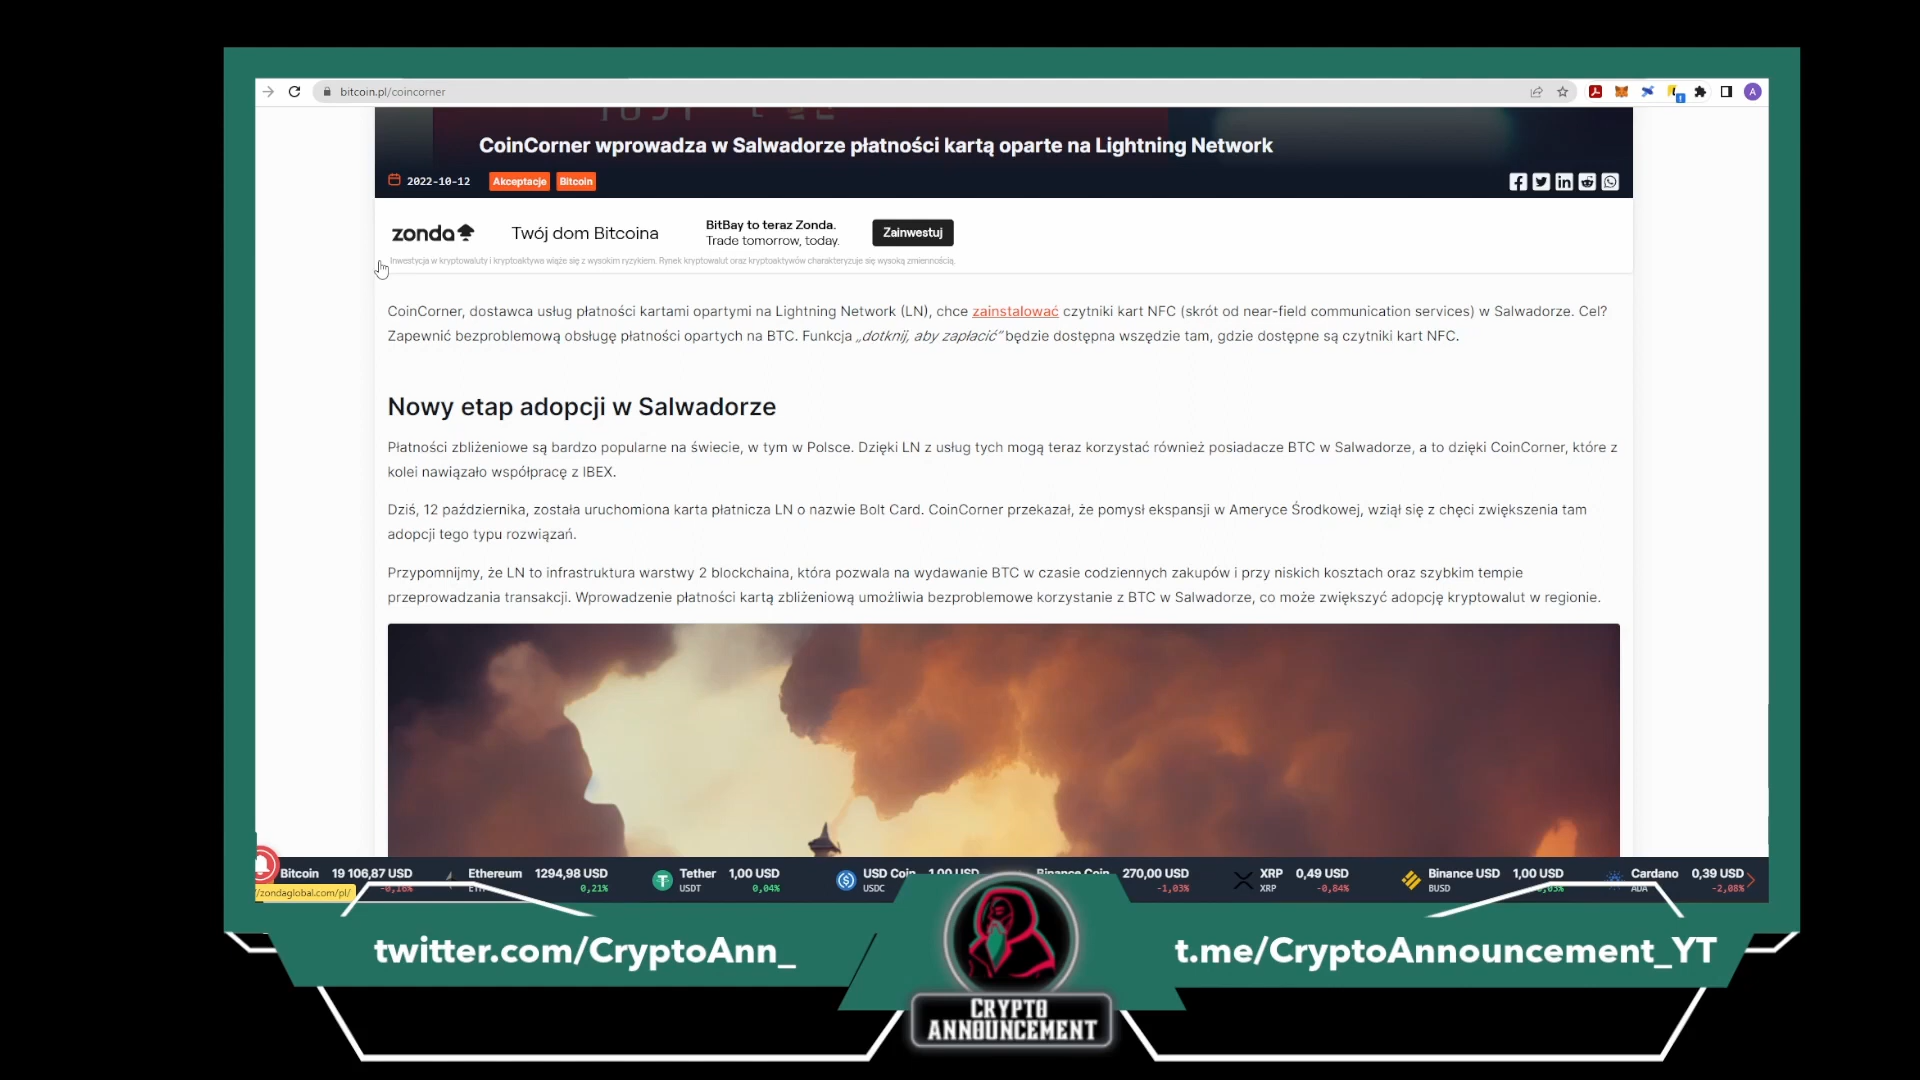 bitcoin.pl/coincorner
A
CoinCorner wprowadza w Salwadorze płatności kartą oparte na Lightning Network
2022-10-12 Akceptacje Bitcoin
zonda Twój dom Bitcoina BitBay to teraz Zonda. Zainwestuj
Trade tomorrow, today.
Inwestycja w kryptowaluty i kryptoaktywa wiąże się z wysokim ryzykiem. Rynek kryptowalut oraz kryptoaktywów charakteryzuje się wysoką zmiennością.
CoinCorner, dostawca usług płatności kartami opartymi na Lightning Network (LN), chce zainstalować czytniki kart NFC (skrót od near-field communication services) w Salwadorze. Cel?
Zapewnić bezproblemową obsługę płatności opartych na BTC. Funkcja „dotknij, aby zapłacić” będzie dostępna wszędzie tam, gdzie dostępne są czytniki kart NFC.
Nowy etap adopcji w Salwadorze
Płatności zbliżeniowe są bardzo popularne na świecie, w tym w Polsce. Dzięki LN z usług tych mogą teraz korzystać również posiadacze BTC w Salwadorze, a to dzięki CoinCorner, które z
kolei nawiązało współpracę z IBEX.
Dziś, 12 października, została uruchomiona karta płatnicza LN o nazwie Bolt Card. CoinCorner przekazał, że pomysł ekspansji w Ameryce Środkowej, wziął się z chęci zwiększenia tam
adopcji tego typu rozwiązań.
Przypomnijmy, że LN to infrastruktura warstwy 2 blockchaina, która pozwala na wydawanie BTC w czasie codziennych zakupów i przy niskich kosztach oraz szybkim tempie
przeprowadzania transakcji. Wprowadzenie płatności kartą zbliżeniową umożliwia bezproblemowe korzystanie z BTC w Salwadorze, co może zwiększyć adopcję kryptowalut w regionie.
Bitcoin 19 106,87 USD Ethereum 1294,98 USD Tether 1,00 USD USD Coin 1,00 USD Binance Coin 270,00 USD XRP 0,49 USD Binance USD 1,00 USD Cardano 0,39 USD
-0,16% ETH 0,21% USDT 0,04% USDC -1,03% XRP -0,84% BUSD 0,03% ADA -2,08%
//zondaglobal.com/pl/
twitter.com/CryptoAnn_
t.me/CryptoAnnouncement_YT
CRYPTO
ANNOUNCEMENT